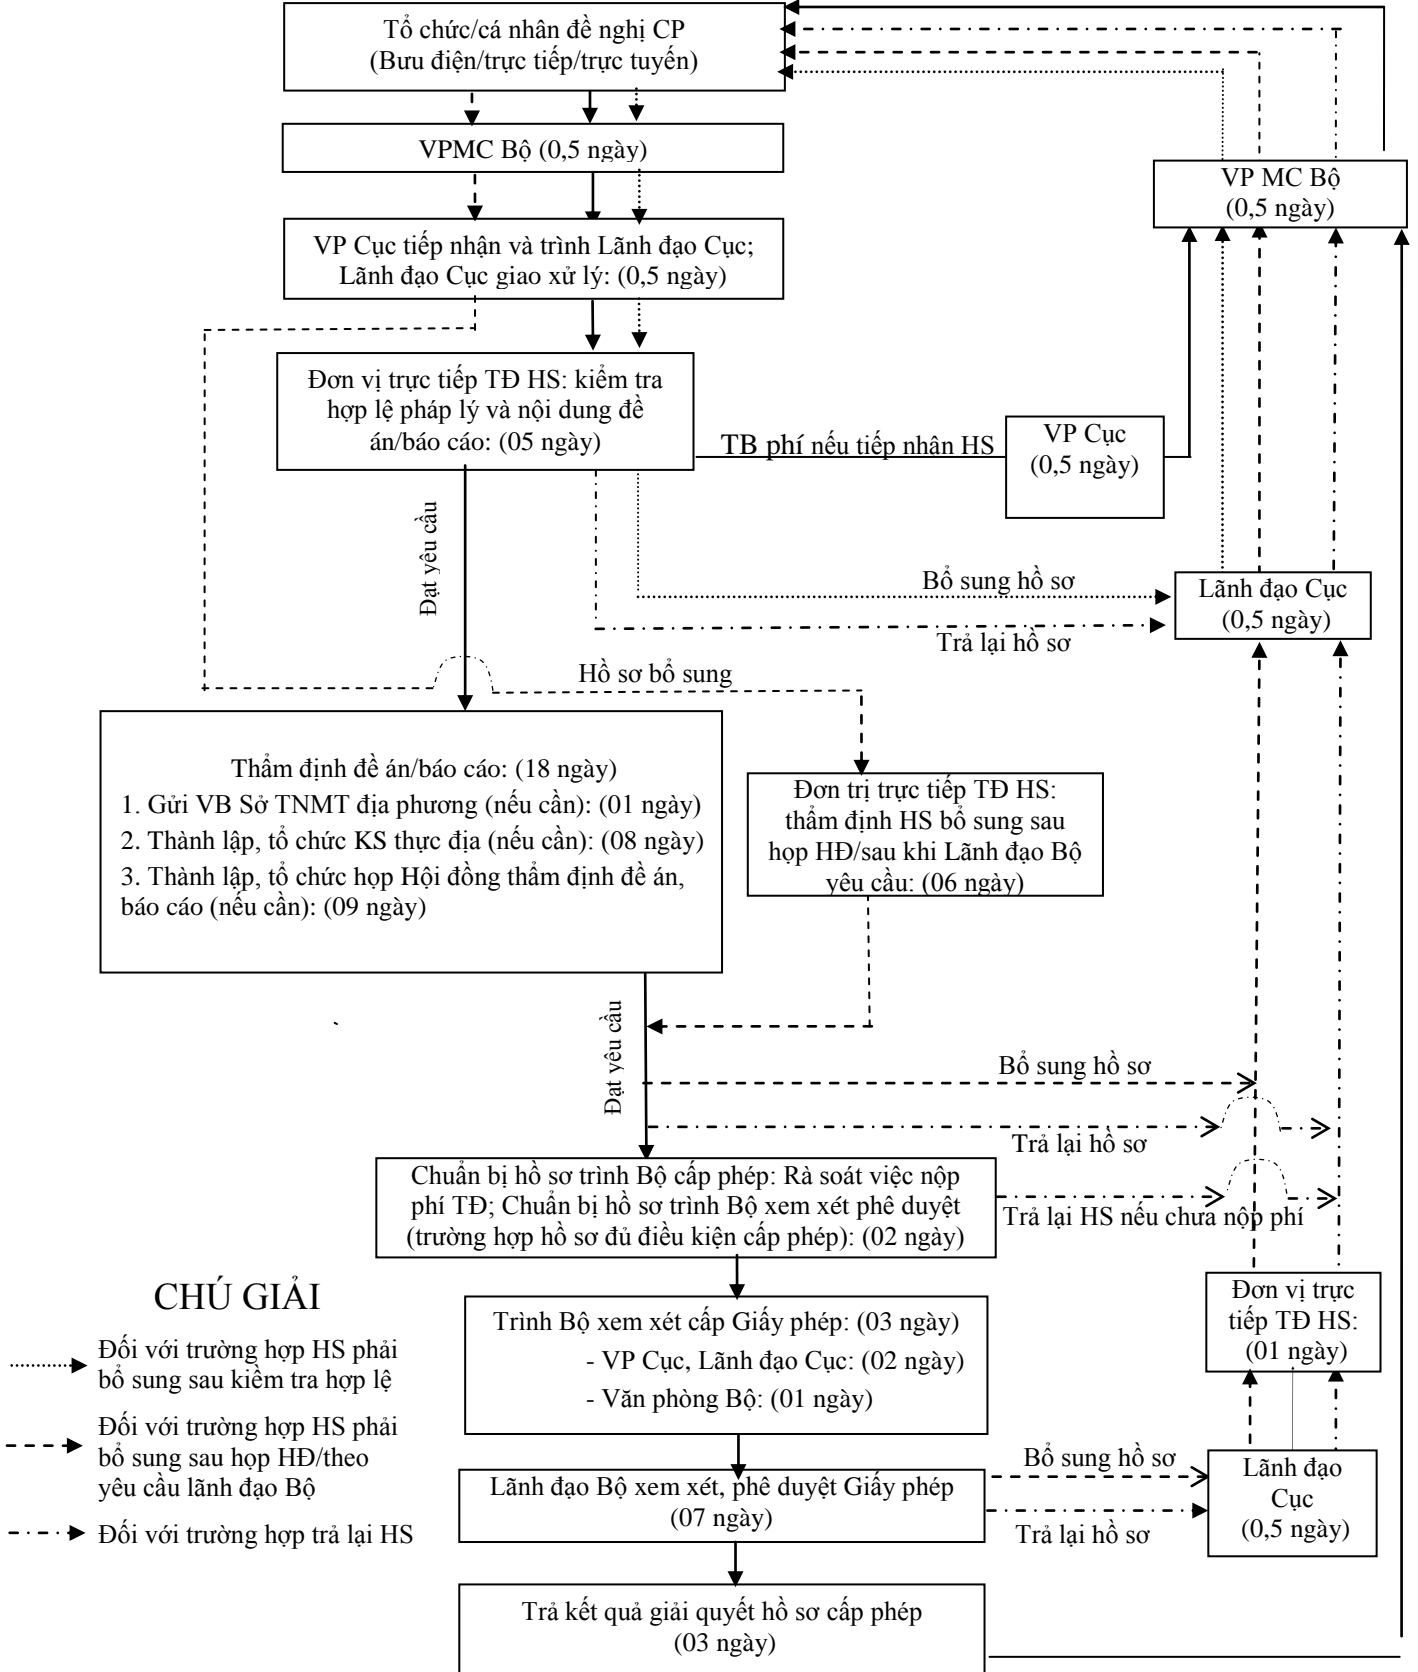 Tổ chức/cá nhân đề nghị CP
(Bưu điện/trực tiếp/trực tuyến)
VPMC Bộ (0,5 ngày)
VP MC Bộ
(0,5 ngày)
VP Cục tiếp nhận và trình Lãnh đạo Cục;
Lãnh đạo Cục giao xử lý: (0,5 ngày)
Đơn vị trực tiếp TĐ HS: kiểm tra
hợp lệ pháp lý và nội dung đề
án/báo cáo: (05 ngày)
TB phí nếu tiếp nhận HS
VP Cục
(0,5 ngày)
Đạt yêu cầu
Bổ sung hồ sơ
Trả lại hồ sơ
Lãnh đạo Cục
(0,5 ngày)
Hồ sơ bổ sung
Thẩm định đề án/báo cáo: (18 ngày)
1. Gửi VB Sở TNMT địa phương (nếu cần): (01 ngày)
2. Thành lập, tổ chức KS thực địa (nếu cần): (08 ngày)
3. Thành lập, tổ chức họp Hội đồng thẩm định đề án,
báo cáo (nếu cần): (09 ngày)
Đơn trị trực tiếp TĐ HS:
thẩm định HS bổ sung sau
họp HĐ/sau khi Lãnh đạo Bộ
yêu cầu: (06 ngày)
Đạt yêu cầu
Bổ sung hồ sơ
Trả lại hồ sơ
Chuẩn bị hồ sơ trình Bộ cấp phép: Rà soát việc nộp
phí TĐ; Chuẩn bị hồ sơ trình Bộ xem xét phê duyệt
(trường hợp hồ sơ đủ điều kiện cấp phép): (02 ngày)
Trả lại HS nếu chưa nộp phí
Đơn vị trực
tiếp TĐ HS:
(01 ngày)
Trình Bộ xem xét cấp Giấy phép: (03 ngày)
- VP Cục, Lãnh đạo Cục: (02 ngày)
- Văn phòng Bộ: (01 ngày)
Lãnh đạo Bộ xem xét, phê duyệt Giấy phép
(07 ngày)
Bổ sung hồ sơ
Trả lại hồ sơ
Lãnh đạo
Cục
(0,5 ngày)
Trả kết quả giải quyết hồ sơ cấp phép
(03 ngày)
CHÚ GIẢI
Đối với trường hợp HS phải
bổ sung sau kiểm tra hợp lệ
Đối với trường hợp HS phải
bổ sung sau họp HĐ/theo
yêu cầu lãnh đạo Bộ
Đối với trường hợp trả lại HS